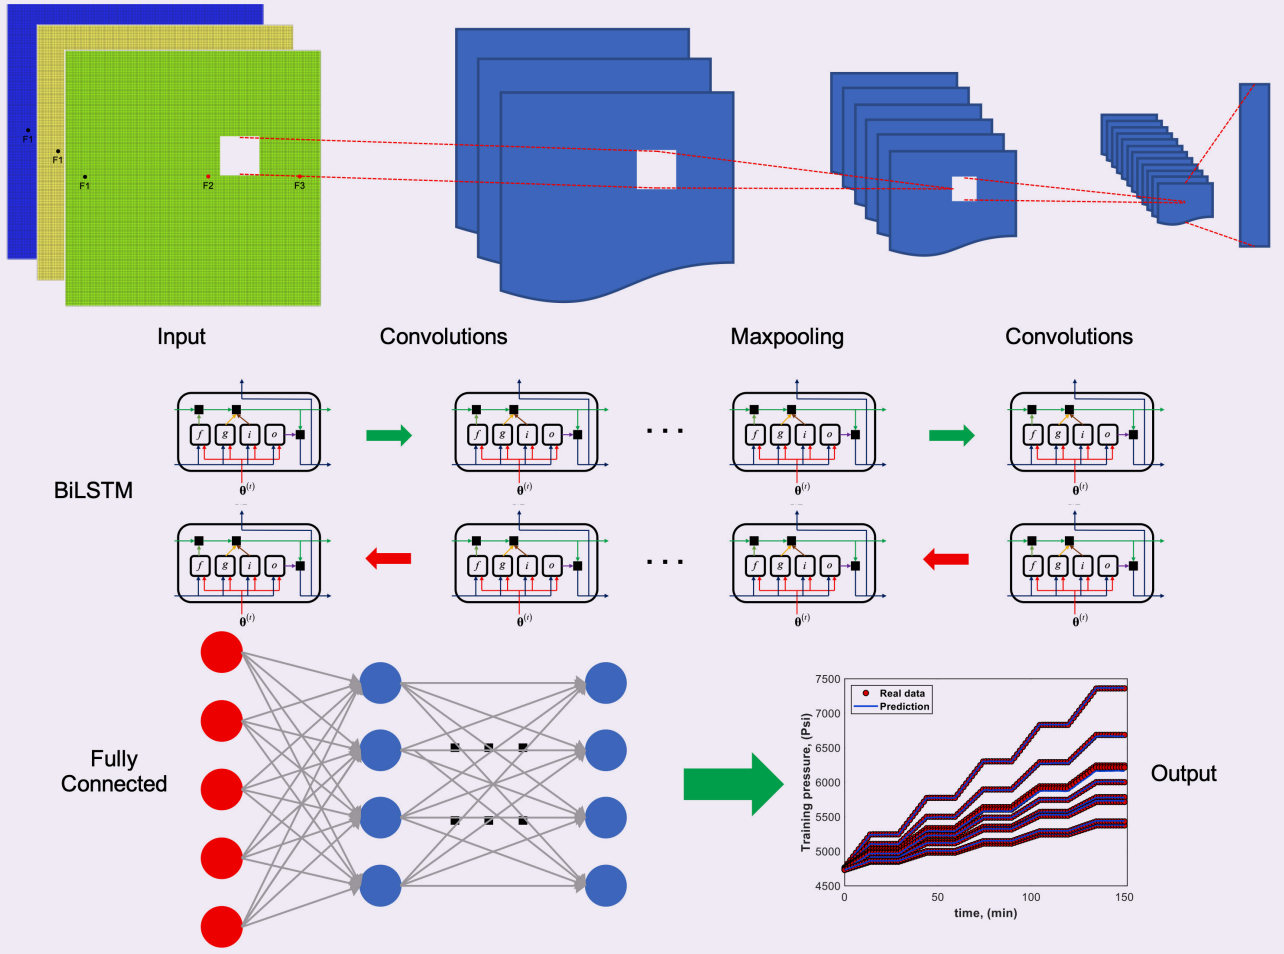 F1
F1
F1
F2
F3
Input
Convolutions
Maxpooling
Convolutions
f g i o
f g i o
. . .
f g i o
f g i o
θ(t)
θ(t)
θ(t)
θ(t)
BiLSTM
f g i o
f g i o
. . .
f g i o
f g i o
θ(t)
θ(t)
θ(t)
θ(t)
Fully
Connected
Training pressure, (Psi)
7500
7000
6500
6000
5500
5000
4500
Real data
Prediction
0
50
100
150
time, (min)
Output